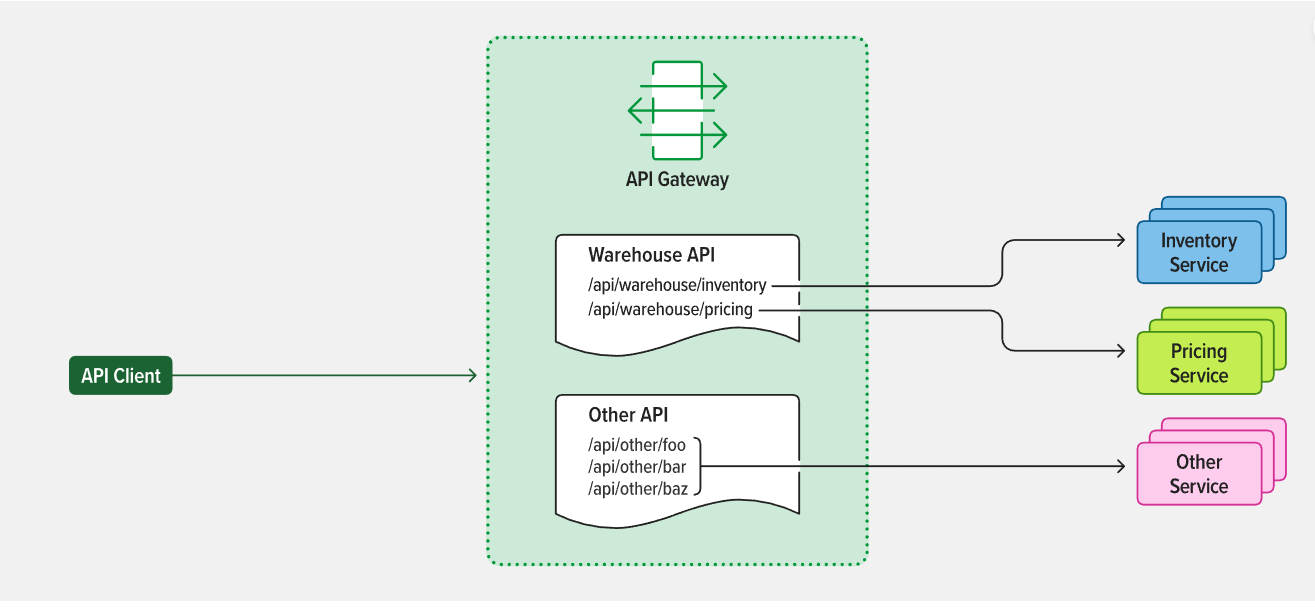 API Gateway
Warehouse API
/api/warehouse/inventory
/api/warehouse/pricing
Inventory
Service
Pricing
Service
API Client
Other API
/api/other/foo
/api/other/bar
/api/other/baz
Other
Service